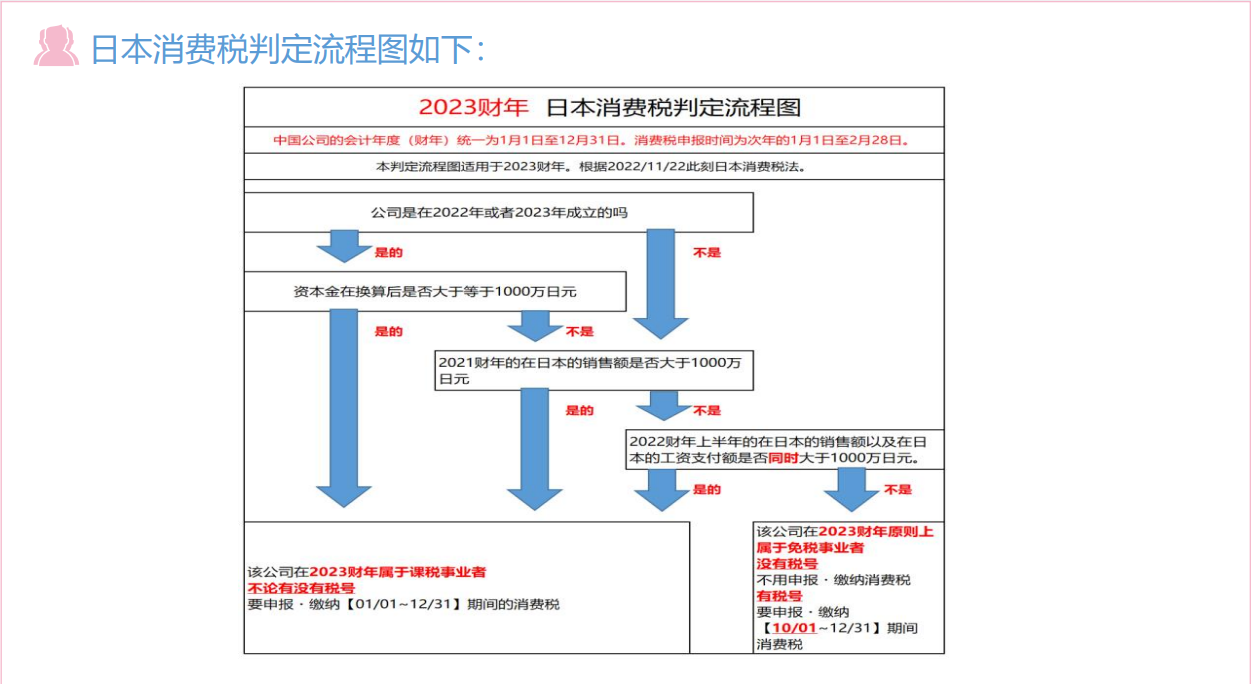 日本消费税判定流程图如下：
2023财年 日本消费税判定流程图
中国公司的会计年度（财年）统一为1月1日至12月31日。消费税申报时间为次年的1月1日至2月28日。
本判定流程图适用于2023财年。根据2022/11/22此刻日本消费税法。
公司是在2022年或者2023年成立的吗
是的
不是
资本金在换算后是否大于等于1000万日元
是的
不是
2021财年的在日本的销售额是否大于1000万
日元
是的
不是
2022财年上半年的在日本的销售额以及在日
本的工资支付额是否同时大于1000万日元。
是的
不是
该公司在2023财年属于课税事业者
不论有没有税号
要申报・缴纳【01/01~12/31】期间的消费税
该公司在2023财年原则上
属于免税事业者
没有税号
不用申报・缴纳消费税
有税号
要申报・缴纳
【10/01~12/31】期间
消费税